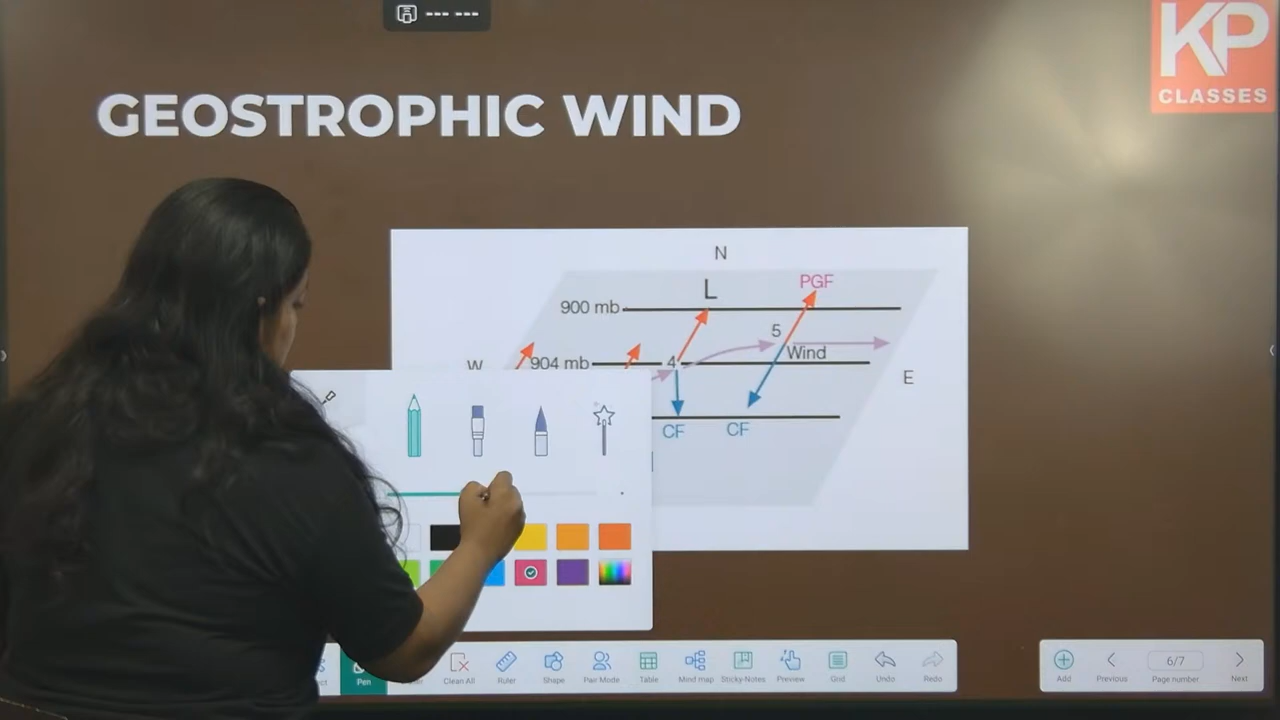 KP
CLASSES
GEOSTROPHIC WIND
N
L
PGF
900 mb
5
W
904 mb
4
Wind
E
CF
CF
Pen
Clean All
Ruler
Shape
Pair Mode
Table
Mind map
Sticky-Notes
Preview
Grid
Undo
Redo
Add
Previous
6/7
Page number
Next